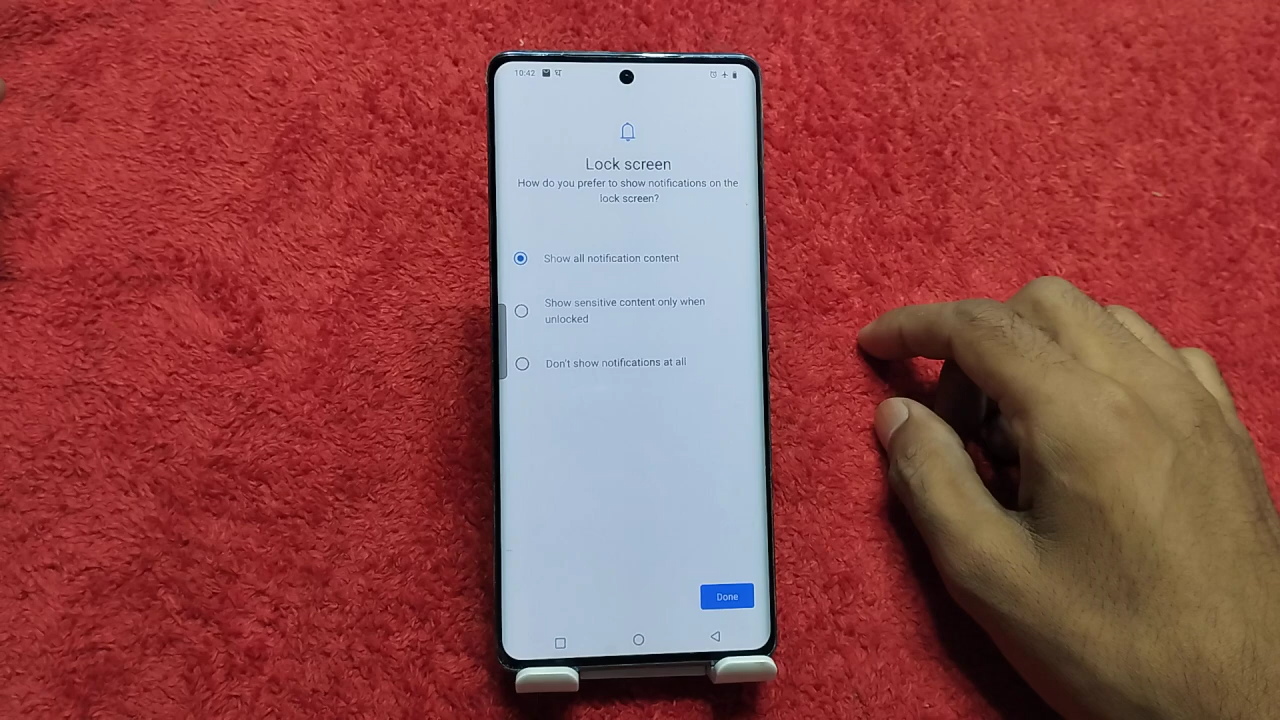 10:42
Lock screen
How do you prefer to show notifications on the
lock screen?
Show all notification content
Show sensitive content only when
unlocked
Don't show notifications at all
Done